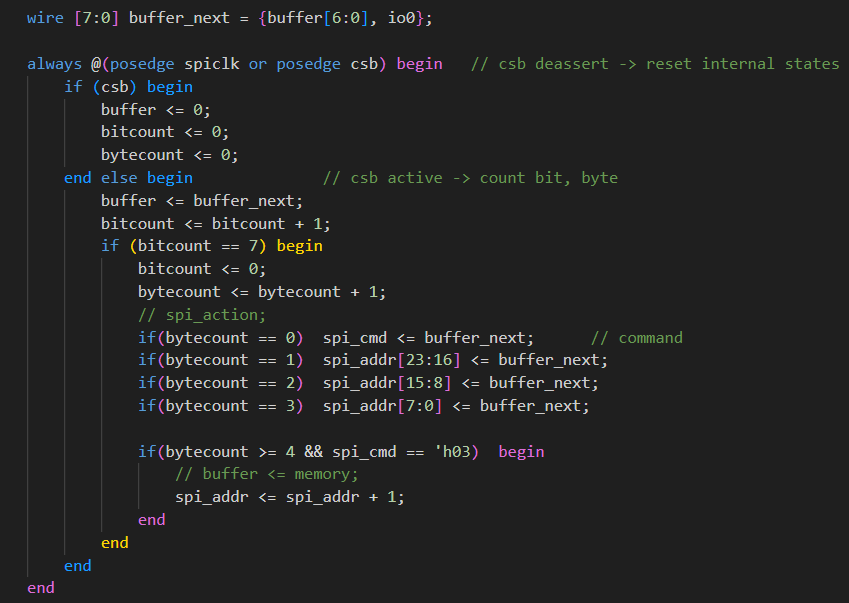 wire [7:0] buffer_next = {buffer[6:0], io0};
always @(posedge spiclk or posedge csb) begin   // csb deassert -> reset internal states
if (csb) begin
buffer <= 0;
bitcount <= 0;
bytecount <= 0;
end else begin              // csb active -> count bit, byte
buffer <= buffer_next;
bitcount <= bitcount + 1;
if (bitcount == 7) begin
bitcount <= 0;
bytecount <= bytecount + 1;
// spi_action;
if(bytecount == 0)  spi_cmd <= buffer_next;      // command
if(bytecount == 1)  spi_addr[23:16] <= buffer_next;
if(bytecount == 2)  spi_addr[15:8] <= buffer_next;
if(bytecount == 3)  spi_addr[7:0] <= buffer_next;
if(bytecount >= 4 && spi_cmd == 'h03)  begin
// buffer <= memory;
spi_addr <= spi_addr + 1;
end
end
end
end